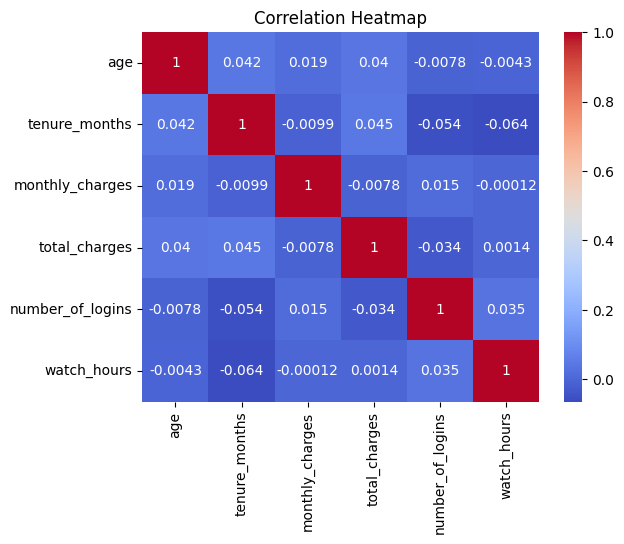 Correlation Heatmap
age 1 0.042 0.019 0.04 -0.0078 -0.0043
tenure_months 0.042 1 -0.0099 0.045 -0.054 -0.064
monthly_charges 0.019 -0.0099 1 -0.0078 0.015 -0.00012
total_charges 0.04 0.045 -0.0078 1 -0.034 0.0014
number_of_logins -0.0078 -0.054 0.015 -0.034 1 0.035
watch_hours -0.0043 -0.064 -0.00012 0.0014 0.035 1
age
tenure_months
monthly_charges
total_charges
number_of_logins
watch_hours
1.0
0.8
0.6
0.4
0.2
0.0